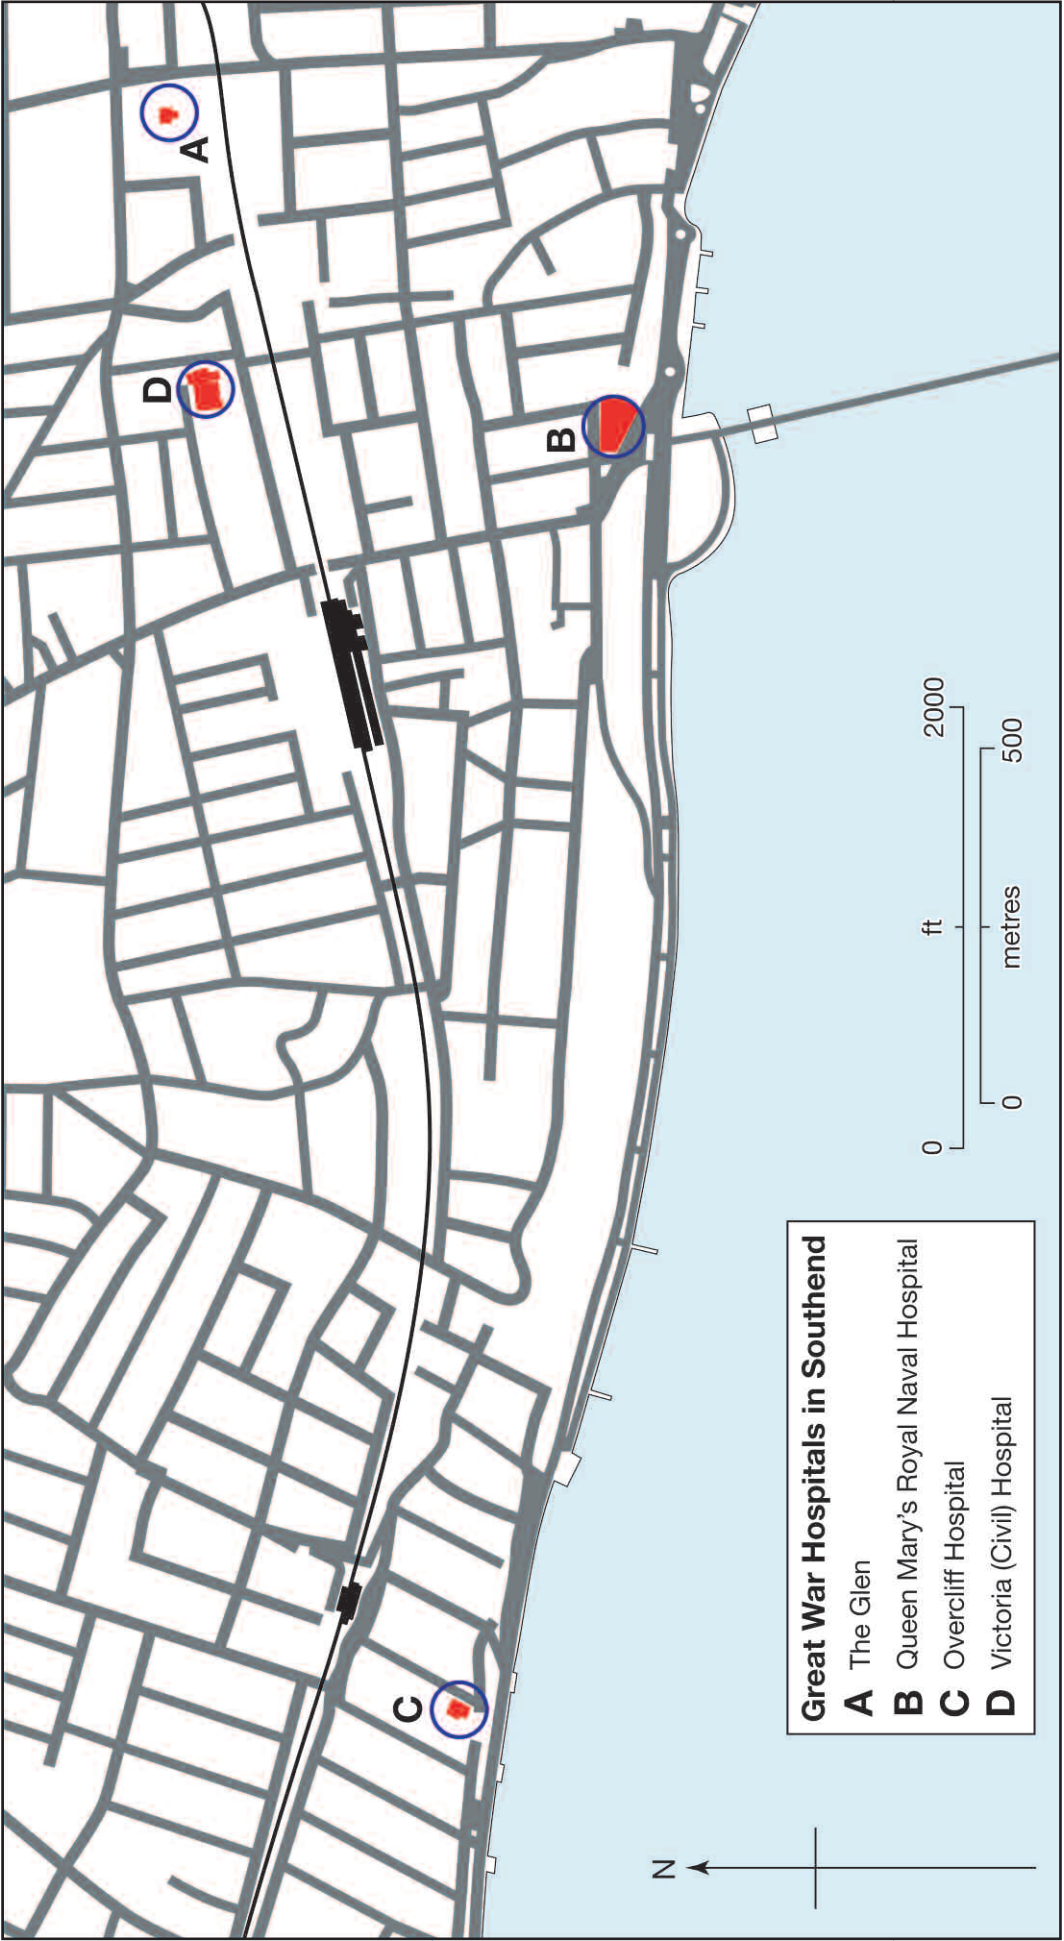 A
D
B
C
N
Great War Hospitals in Southend
A The Glen
B Queen Mary's Royal Naval Hospital
C Overcliff Hospital
D Victoria (Civil) Hospital
0 ft 2000
0 metres 500